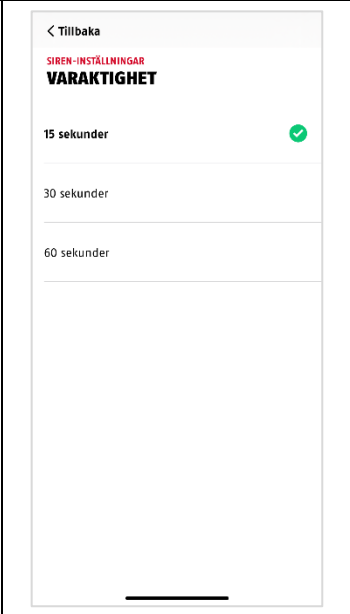 Tillbaka
SIREN-INSTÄLLNINGAR
VARAKTIGHET
15 sekunder
30 sekunder
60 sekunder